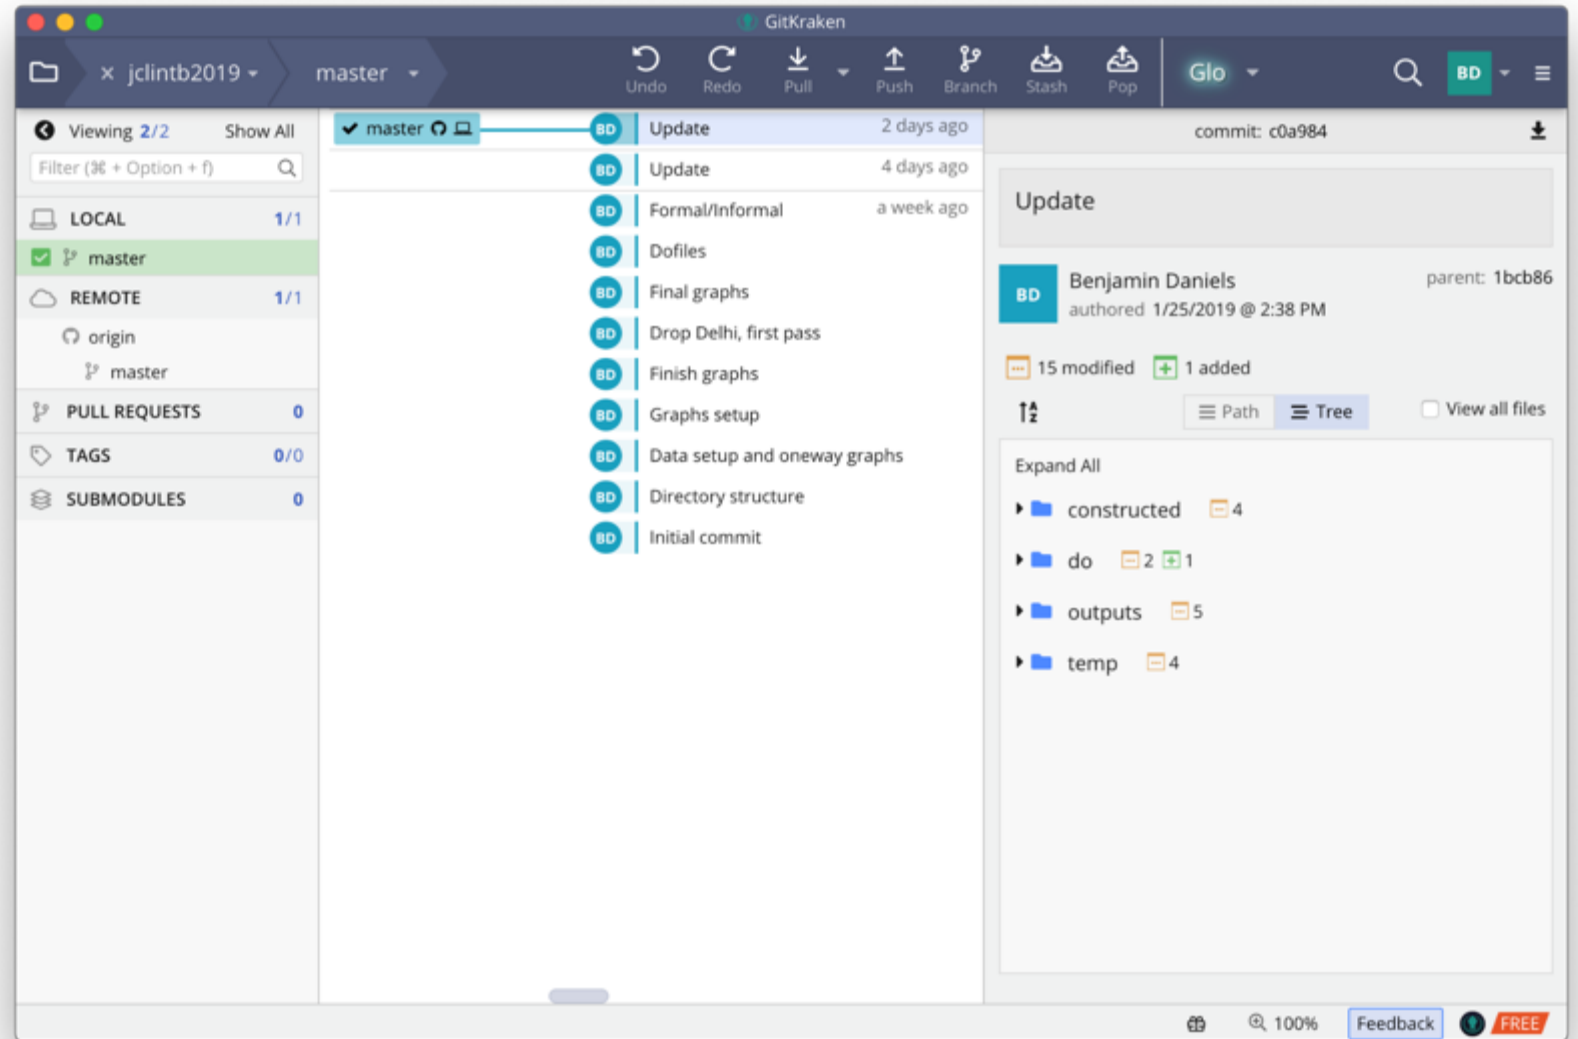 GitKraken
jclintb2019
master
Undo
Redo
Pull
Push
Branch
Stash
Pop
Glo
BD
Viewing 2/2 Show All
Filter (⌘ + Option + f)
LOCAL 1/1
master
REMOTE 1/1
origin
master
PULL REQUESTS 0
TAGS 0/0
SUBMODULES 0
master BD Update 2 days ago
BD Update 4 days ago
BD Formal/Informal a week ago
BD Dofiles
BD Final graphs
BD Drop Delhi, first pass
BD Finish graphs
BD Graphs setup
BD Data setup and oneway graphs
BD Directory structure
BD Initial commit
commit: c0a984
Update
BD Benjamin Daniels parent: 1bcb86
authored 1/25/2019 @ 2:38 PM
15 modified 1 added
A Z Path Tree View all files
Expand All
constructed 4
do 2 1
outputs 5
temp 4
100% Feedback FREE